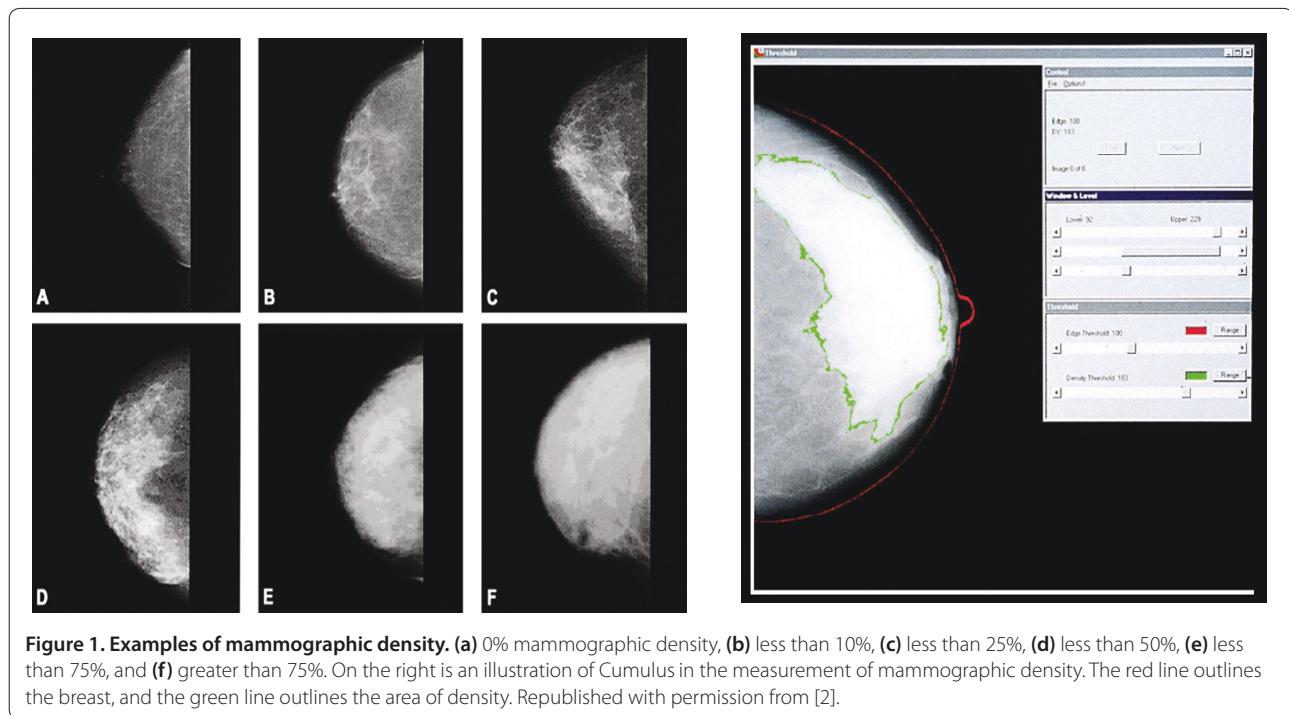 A
B
C
D
E
F
Threshold
Control
Options
Edge: 100
Image 0 of 8
Window & Level
Lower: 92 Upper: 229
Threshold
Edge Threshold: 100 Range
Density Threshold: 183 Range
Figure 1. Examples of mammographic density. (a) 0% mammographic density, (b) less than 10%, (c) less than 25%, (d) less than 50%, (e) less
than 75%, and (f) greater than 75%. On the right is an illustration of Cumulus in the measurement of mammographic density. The red line outlines
the breast, and the green line outlines the area of density. Republished with permission from [2].